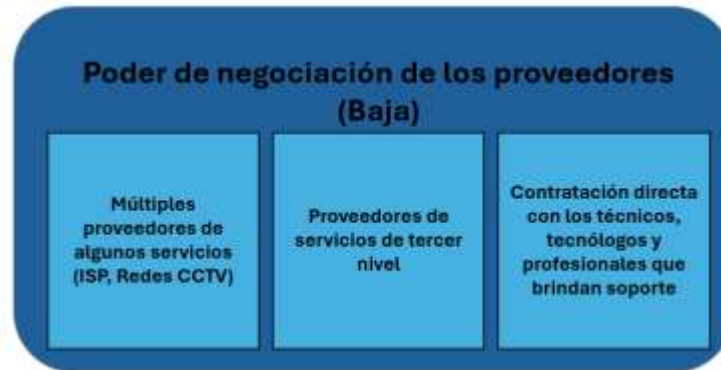 Poder de negociación de los proveedores
(Baja)
Múltiples
proveedores de
algunos servicios
(ISP, Redes CCTV)
Proveedores de
servicios de tercer
nivel
Contratación directa
con los técnicos,
tecnólogos y
profesionales que
brindan soporte